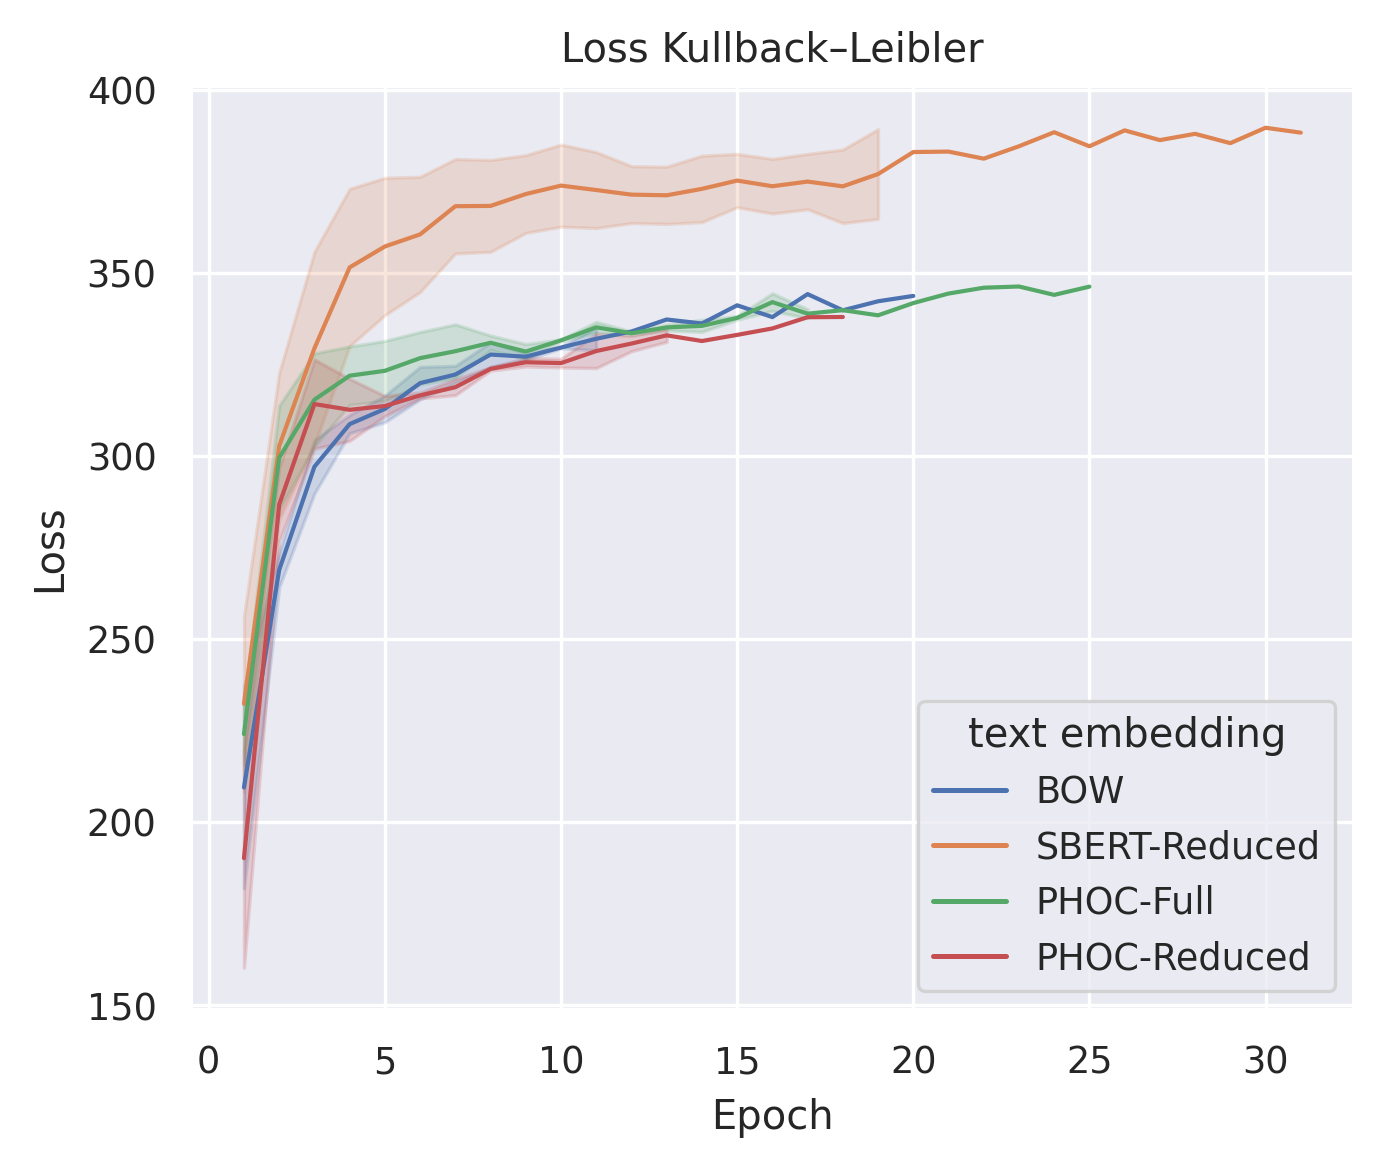 Loss Kullback–Leibler
400
350
300
250
200
150
Loss
0 5 10 15 20 25 30
Epoch
text embedding
BOW
SBERT-Reduced
PHOC-Full
PHOC-Reduced